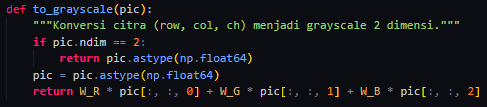 def to_grayscale(pic):
    """Konversi citra (row, col, ch) menjadi grayscale 2 dimensi."""
    if pic.ndim == 2:
        return pic.astype(np.float64)
    pic = pic.astype(np.float64)
    return W_R * pic[:, :, 0] + W_G * pic[:, :, 1] + W_B * pic[:, :, 2]